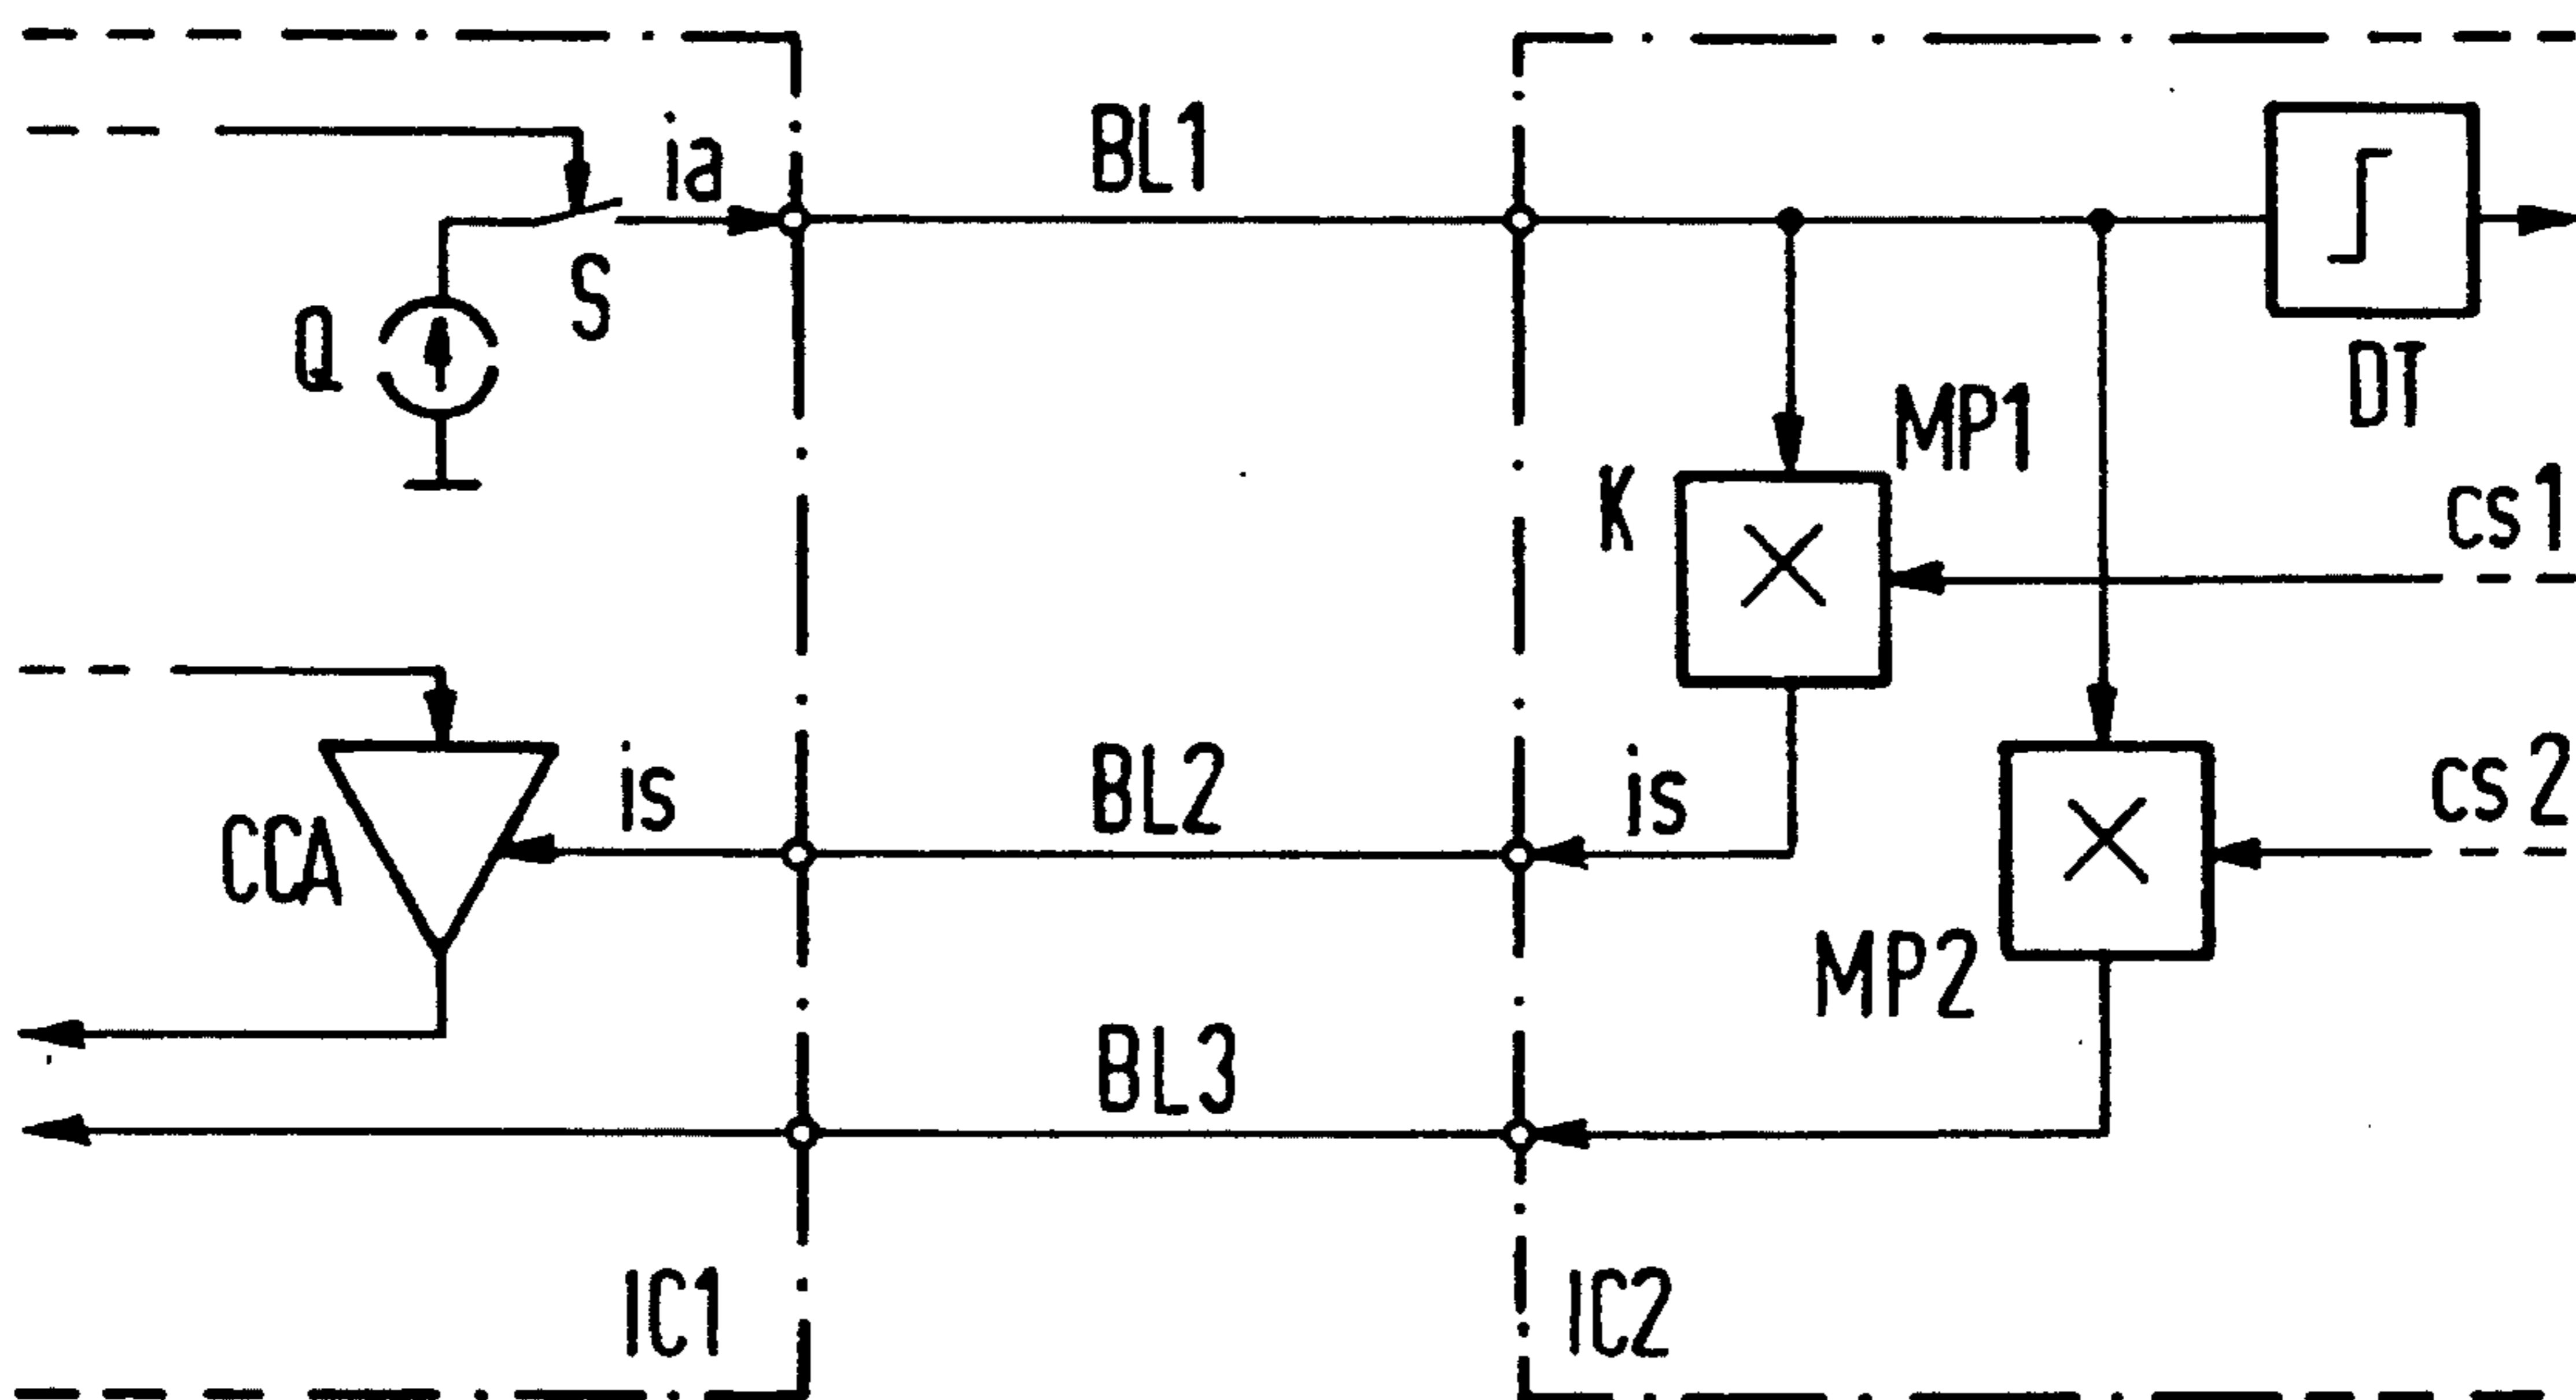 BL1
ia
S
Q
DT
MP1
K
cs1
BL2
is
is
cs2
CCA
MP2
BL3
IC1
IC2